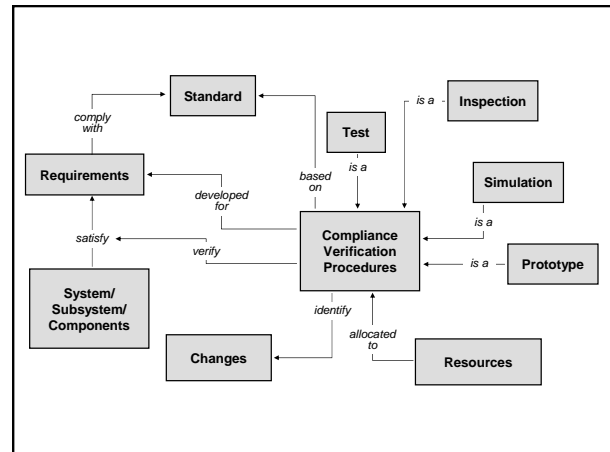 Standard
Inspection
is a
comply
with
Test
is a
Requirements
based
on
developed
for
Simulation
is a
satisfy
verify
Compliance
Verification
Procedures
is a
Prototype
System/
Subsystem/
Components
identify
allocated
to
Changes
Resources